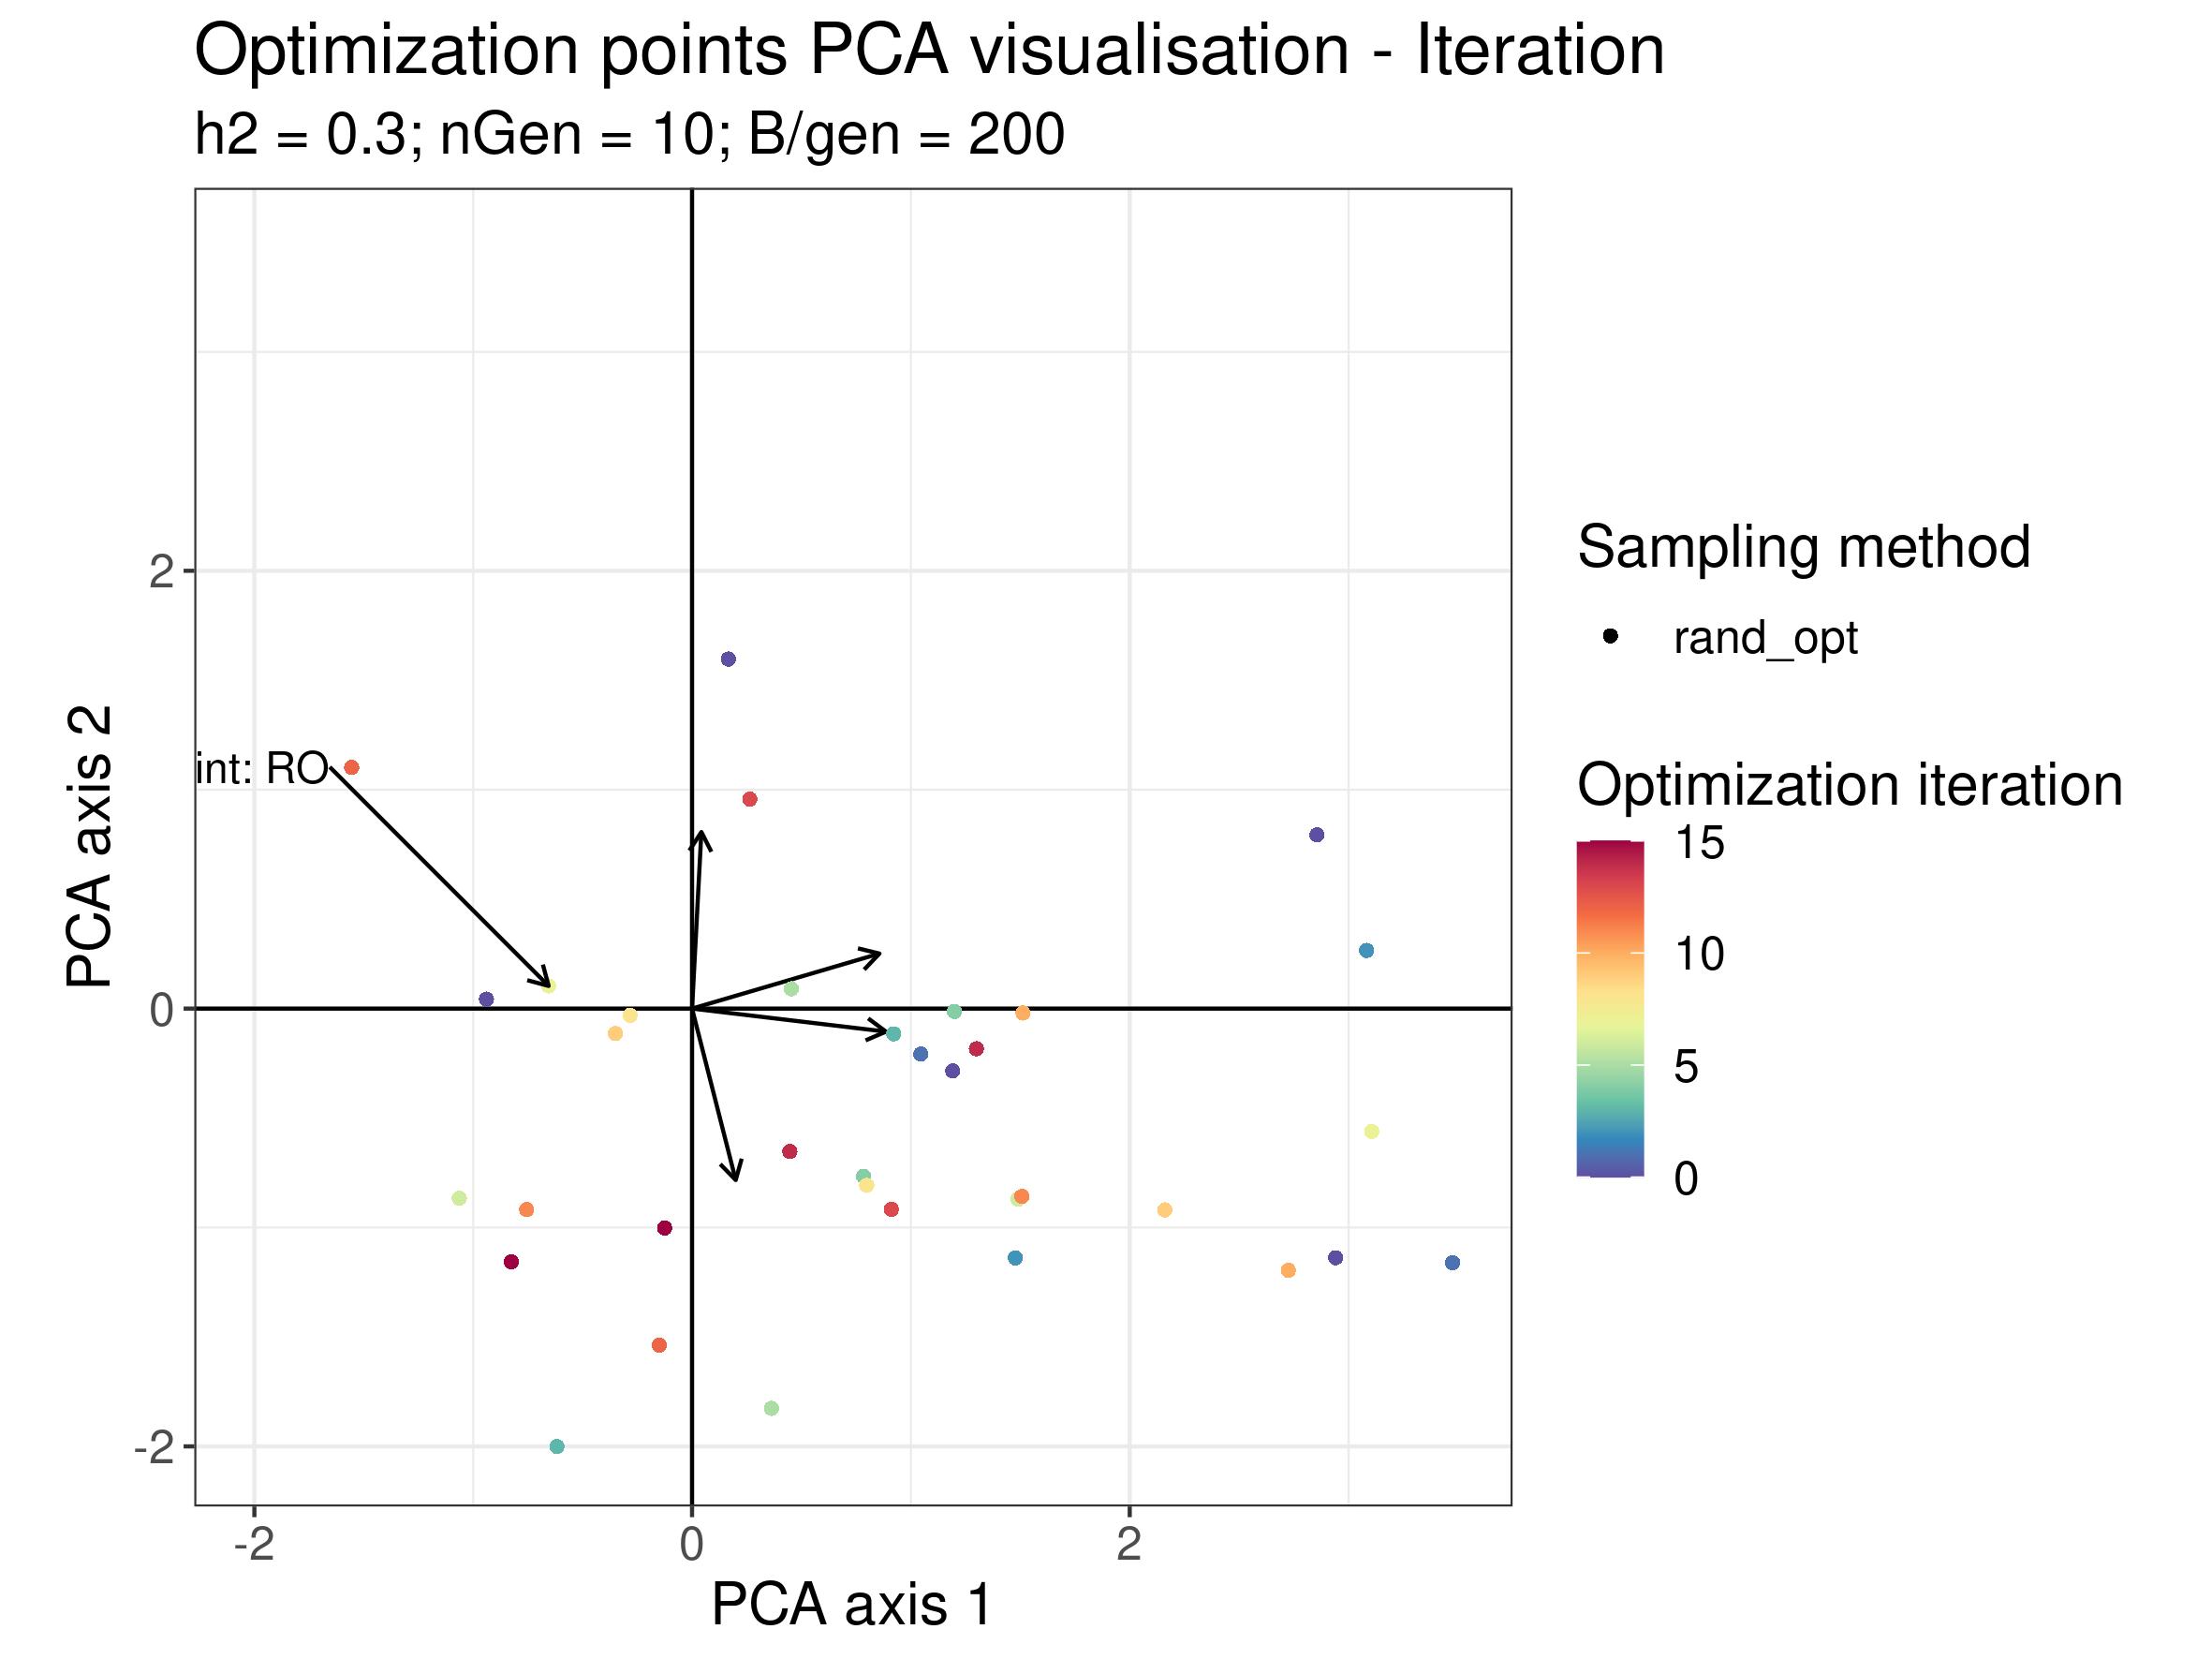 Optimization points PCA visualisation - Iteration
h2 = 0.3; nGen = 10; B/gen = 200
PCA axis 2
2
0
-2
int: RO
-2
0
2
PCA axis 1
Sampling method
rand_opt
Optimization iteration
15
10
5
0